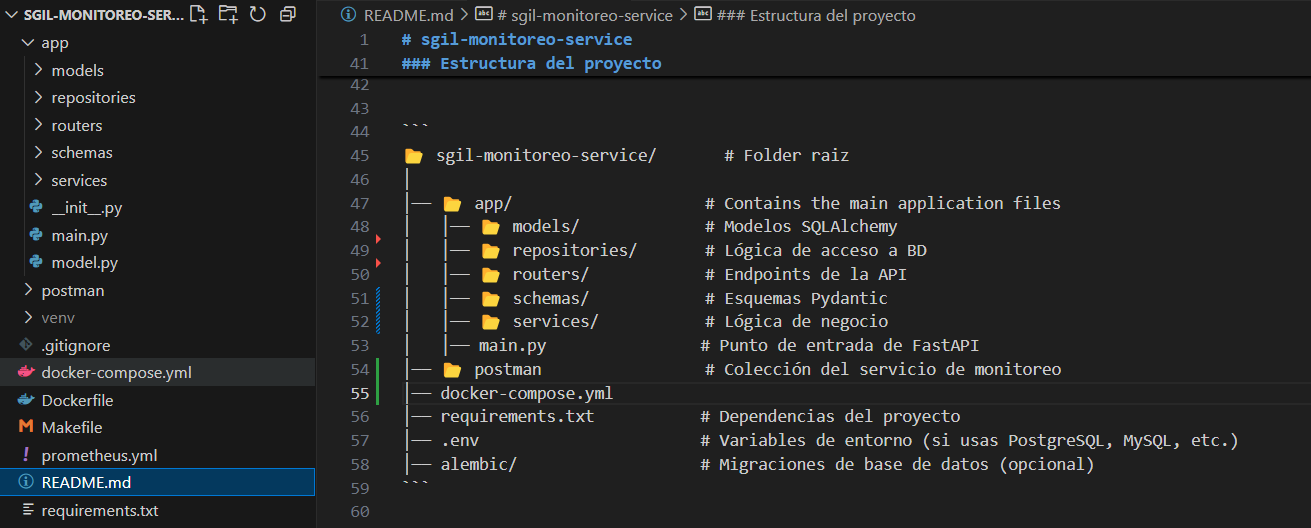 SGIL-MONITOREO-SER...
app
models
repositories
routers
schemas
services
__init__.py
main.py
model.py
postman
venv
.gitignore
docker-compose.yml
Dockerfile
Makefile
prometheus.yml
README.md
requirements.txt
README.md > # sgil-monitoreo-service > ### Estructura del proyecto
1 # sgil-monitoreo-service
41 ### Estructura del proyecto
42
43
44 ```
45 📂 sgil-monitoreo-service/ # Folder raiz
46 │
47 │── 📂 app/ # Contains the main application files
48 │ │── 📂 models/ # Modelos SQLAlchemy
49 │ │── 📂 repositories/ # Lógica de acceso a BD
50 │ │── 📂 routers/ # Endpoints de la API
51 │ │── 📂 schemas/ # Esquemas Pydantic
52 │ │── 📂 services/ # Lógica de negocio
53 │ │── main.py # Punto de entrada de FastAPI
54 │── 📂 postman # Colección del servicio de monitoreo
55 │── docker-compose.yml
56 │── requirements.txt # Dependencias del proyecto
57 │── .env # Variables de entorno (si usas PostgreSQL, MySQL, etc.)
58 │── alembic/ # Migraciones de base de datos (opcional)
59 ```
60